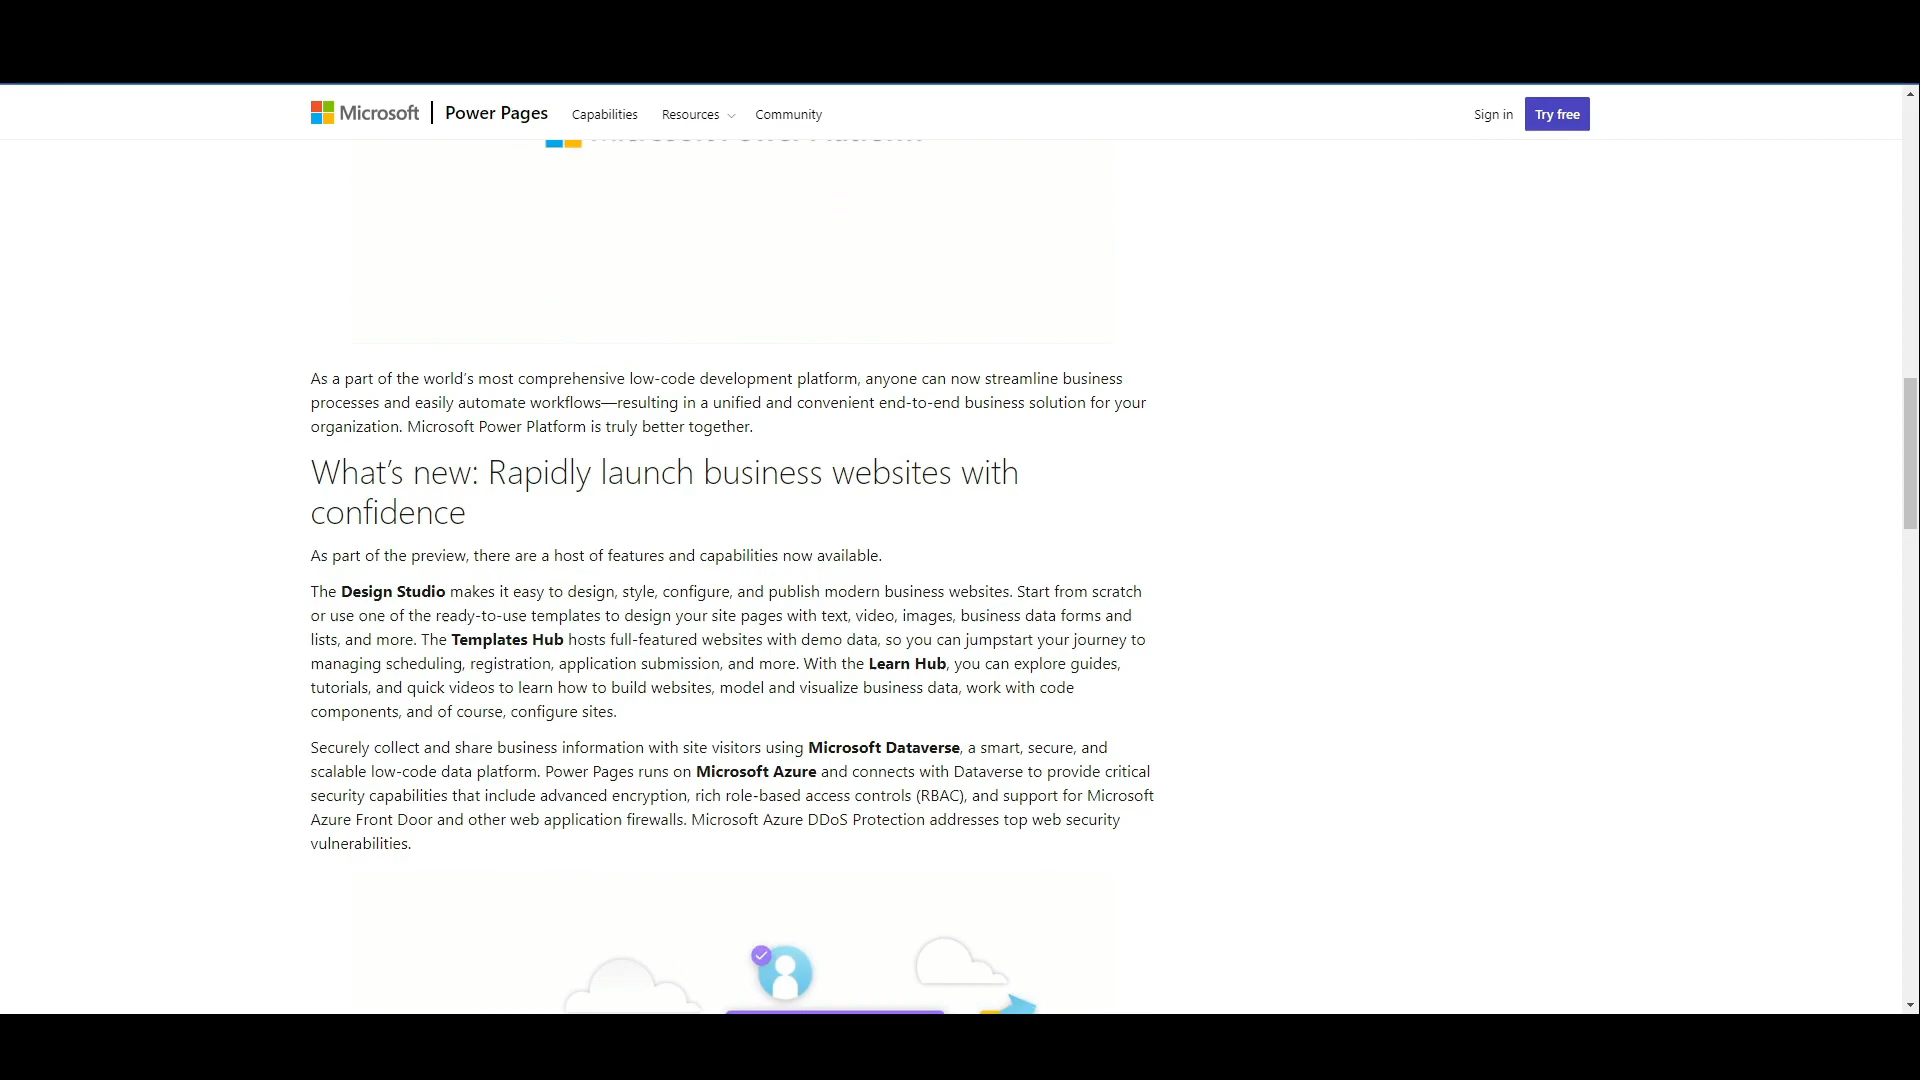 Microsoft
Power Pages
Capabilities
Resources
Community
Sign in
Try free
As a part of the world's most comprehensive low-code development platform, anyone can now streamline business
processes and easily automate workflows—resulting in a unified and convenient end-to-end business solution for your
organization. Microsoft Power Platform is truly better together.
What's new: Rapidly launch business websites with
confidence
As part of the preview, there are a host of features and capabilities now available.
The Design Studio makes it easy to design, style, configure, and publish modern business websites. Start from scratch
or use one of the ready-to-use templates to design your site pages with text, video, images, business data forms and
lists, and more. The Templates Hub hosts full-featured websites with demo data, so you can jumpstart your journey to
managing scheduling, registration, application submission, and more. With the Learn Hub, you can explore guides,
tutorials, and quick videos to learn how to build websites, model and visualize business data, work with code
components, and of course, configure sites.
Securely collect and share business information with site visitors using Microsoft Dataverse, a smart, secure, and
scalable low-code data platform. Power Pages runs on Microsoft Azure and connects with Dataverse to provide critical
security capabilities that include advanced encryption, rich role-based access controls (RBAC), and support for Microsoft
Azure Front Door and other web application firewalls. Microsoft Azure DDoS Protection addresses top web security
vulnerabilities.